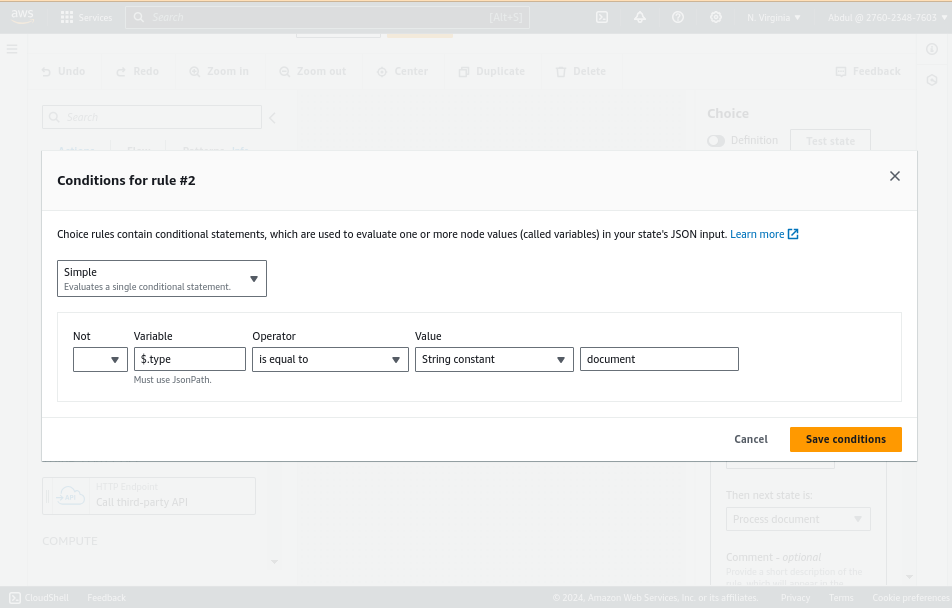 aws
Services
Search
[Alt+S]
N. Virginia
Abdul @ 2760-2348-7603
Undo
Redo
Zoom in
Zoom out
Center
Duplicate
Delete
Feedback
Search
Choice
Definition
Test state
Actions
Flow
Patterns
Info
Conditions for rule #2
Choice rules contain conditional statements, which are used to evaluate one or more node values (called variables) in your state's JSON input. Learn more
Simple
Evaluates a single conditional statement.
Not
Variable
Operator
Value
$.type
is equal to
String constant
document
Must use JsonPath.
Cancel
Save conditions
HTTP Endpoint
Call third-party API
COMPUTE
Then next state is:
Process document
Comment - optional
Provide a short description of the
CloudShell
Feedback
© 2024, Amazon Web Services, Inc. or its affiliates.
Privacy
Terms
Cookie preferences